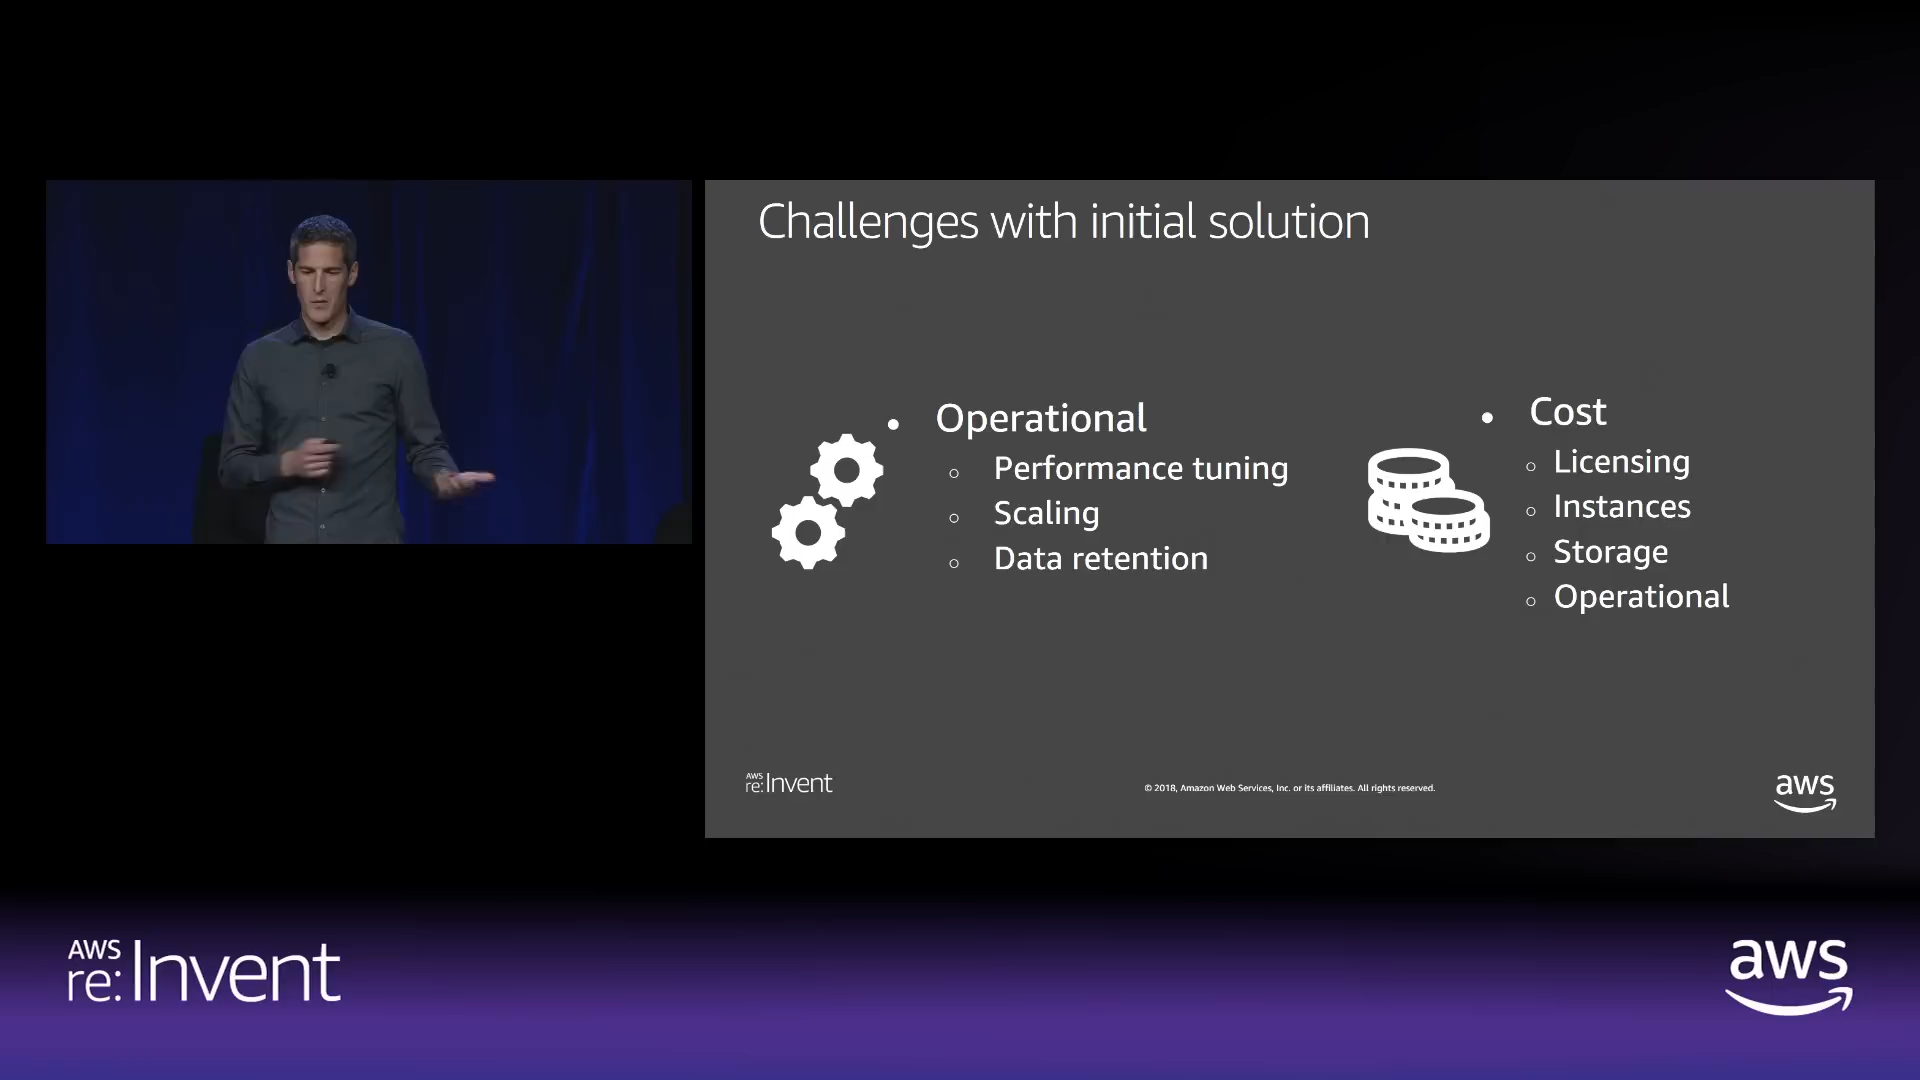 Challenges with initial solution
• Operational
○ Performance tuning
○ Scaling
○ Data retention
• Cost
○ Licensing
○ Instances
○ Storage
○ Operational
AWS
re:Invent
© 2018, Amazon Web Services, Inc. or its affiliates. All rights reserved.
aws
AWS
re:Invent
aws